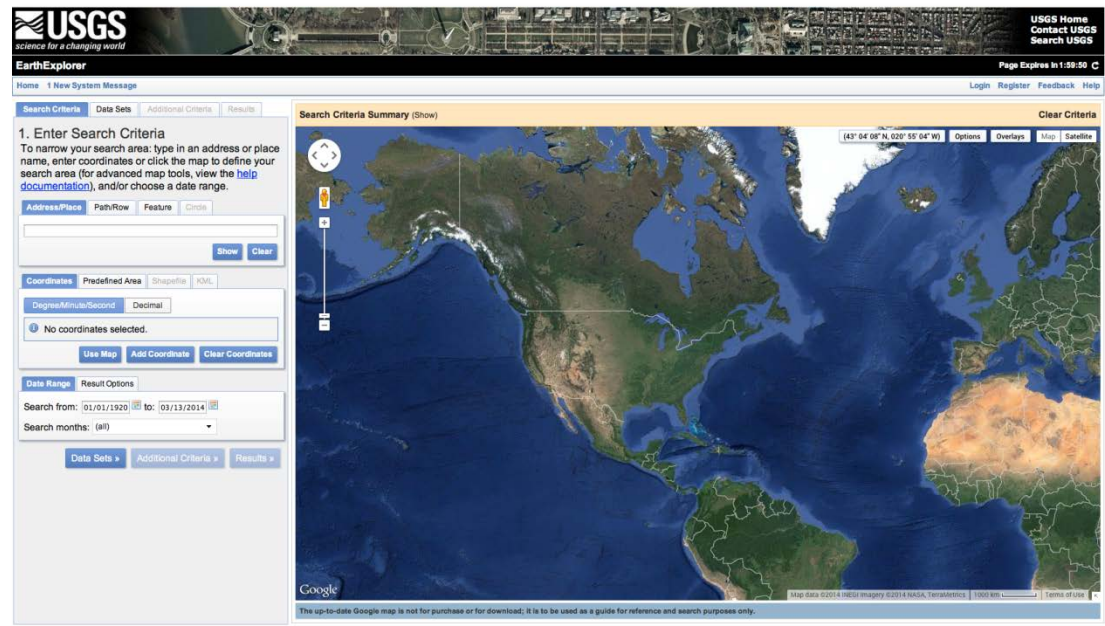 USGS
science for a changing world
USGS Home
Contact USGS
Search USGS
EarthExplorer
Page Expires In 1:59:50
Home 1 New System Message
Login Register Feedback Help
Search Criteria Data Sets Additional Criteria Results
1. Enter Search Criteria
To narrow your search area: type in an address or place
name, enter coordinates or click the map to define your
search area (for advanced map tools, view the help
documentation), and/or choose a date range.
Address/Place Path/Row Feature Circle
Show Clear
Coordinates Predefined Area Shapefile KML
Degree/Minute/Second Decimal
No coordinates selected.
Use Map Add Coordinate Clear Coordinates
Date Range Result Options
Search from: 01/01/1920 to: 03/13/2014
Search months: (all)
Data Sets » Additional Criteria » Results »
Search Criteria Summary (Show)
Clear Criteria
(43° 04' 08" N, 020° 55' 04" W) Options Overlays Map Satellite
Google
Map data ©2014 INEGI Imagery ©2014 NASA, TerraMetrics 1000 km Terms of Use
The up-to-date Google map is not for purchase or for download; it is to be used as a guide for reference and search purposes only.